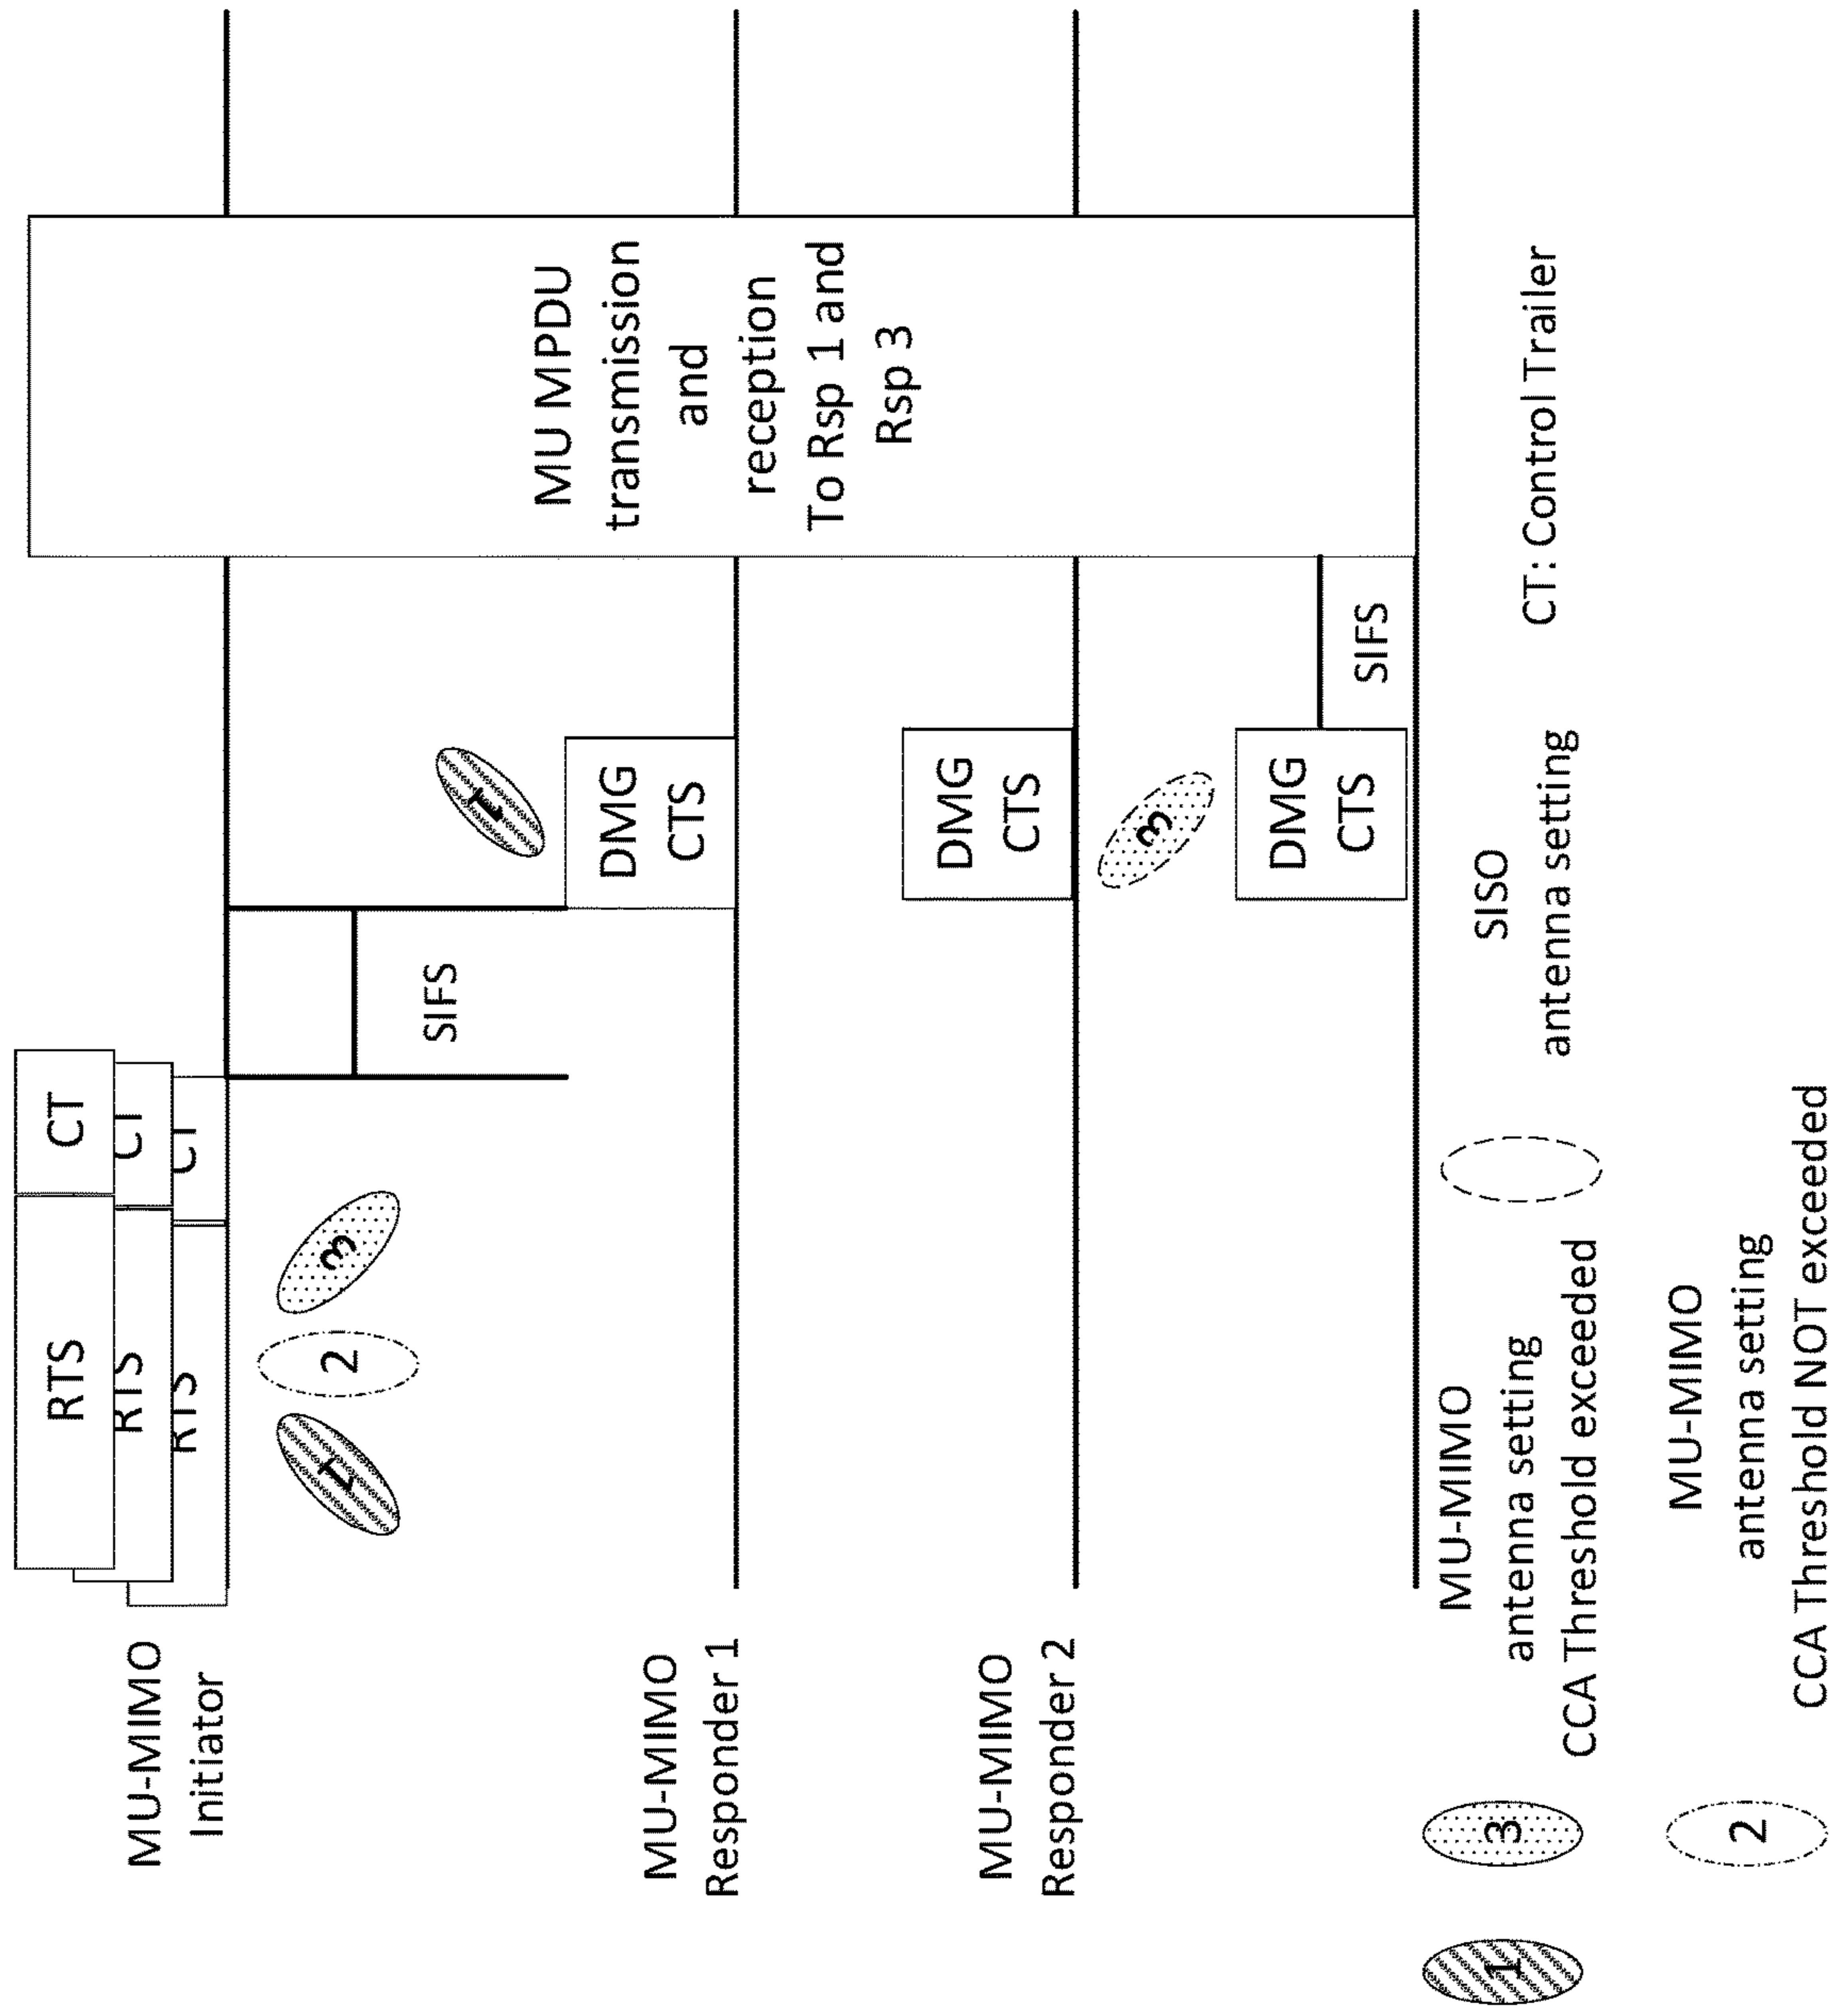 MU-MIMO
Initiator
RTS
CT
RTS
CT
RTS
CT
1
2
3
SIFS
1
MU-MIMO
Responder 1
DMG
CTS
MU MPDU
transmission
and
reception
To Rsp 1 and
Rsp 3
MU-MIMO
Responder 2
DMG
CTS
3
DMG
CTS
SIFS
1
3
MU-MIMO
antenna setting
CCA Threshold exceeded
SISO
antenna setting
CT: Control Trailer
2
MU-MIMO
antenna setting
CCA Threshold NOT exceeded